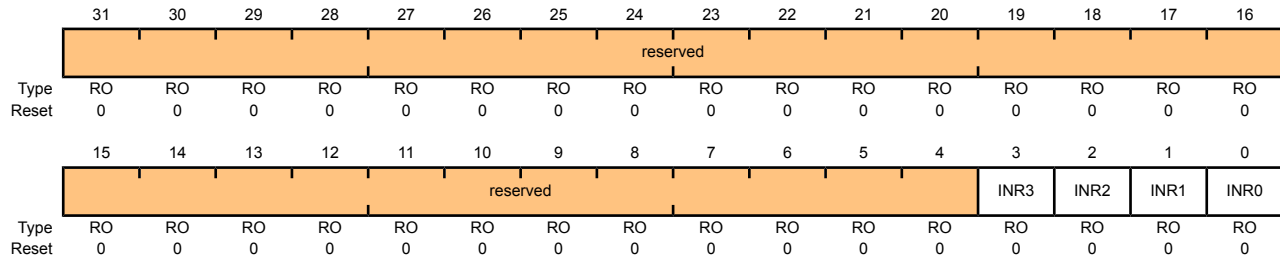 31 30 29 28 27 26 25 24 23 22 21 20 19 18 17 16
reserved
Type RO RO RO RO RO RO RO RO RO RO RO RO RO RO RO RO
Reset 0 0 0 0 0 0 0 0 0 0 0 0 0 0 0 0
15 14 13 12 11 10 9 8 7 6 5 4 3 2 1 0
reserved INR3 INR2 INR1 INR0
Type RO RO RO RO RO RO RO RO RO RO RO RO RO RO RO RO
Reset 0 0 0 0 0 0 0 0 0 0 0 0 0 0 0 0